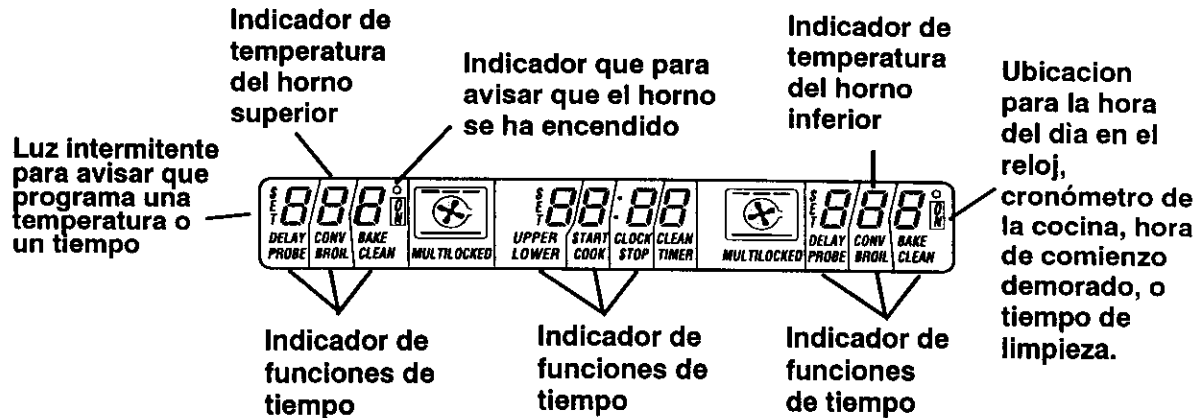 Indicador de
temperatura
del horno
superior
Indicador que para
avisar que el horno
se ha encendido
Indicador de
temperatura
del horno
inferior
Ubicacion
para la hora
del dìa en el
reloj,
cronómetro de
la cocina, hora
de comienzo
demorado, o
tiempo de
limpieza.
Luz intermitente
para avisar que
programa una
temperatura o
un tiempo
SET 888 ON
DELAY CONV BAKE
PROBE BROIL CLEAN
MULTILOCKED
SET 88:88
UPPER START CLOCK CLEAN
LOWER COOK STOP TIMER
MULTILOCKED
SET 888 ON
DELAY CONV BAKE
PROBE BROIL CLEAN
Indicador de
funciones de
tiempo
Indicador de
funciones de
tiempo
Indicador de
funciones
de tiempo